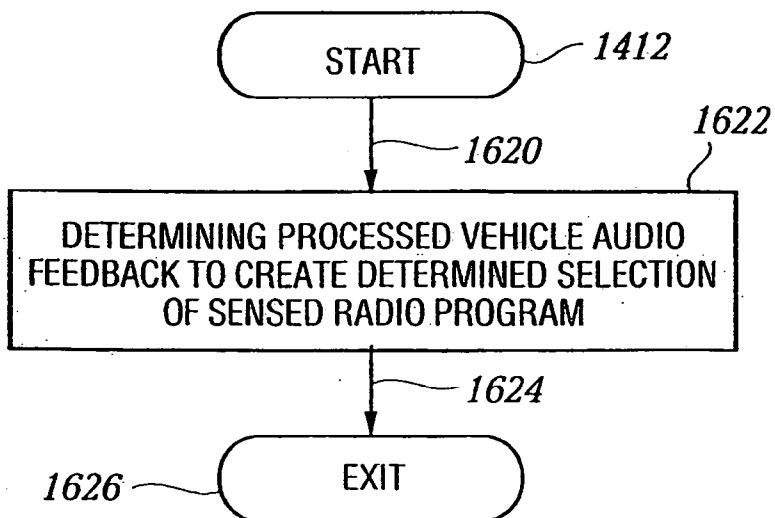 START
1412
1620
1622
DETERMINING PROCESSED VEHICLE AUDIO
FEEDBACK TO CREATE DETERMINED SELECTION
OF SENSED RADIO PROGRAM
1624
EXIT
1626